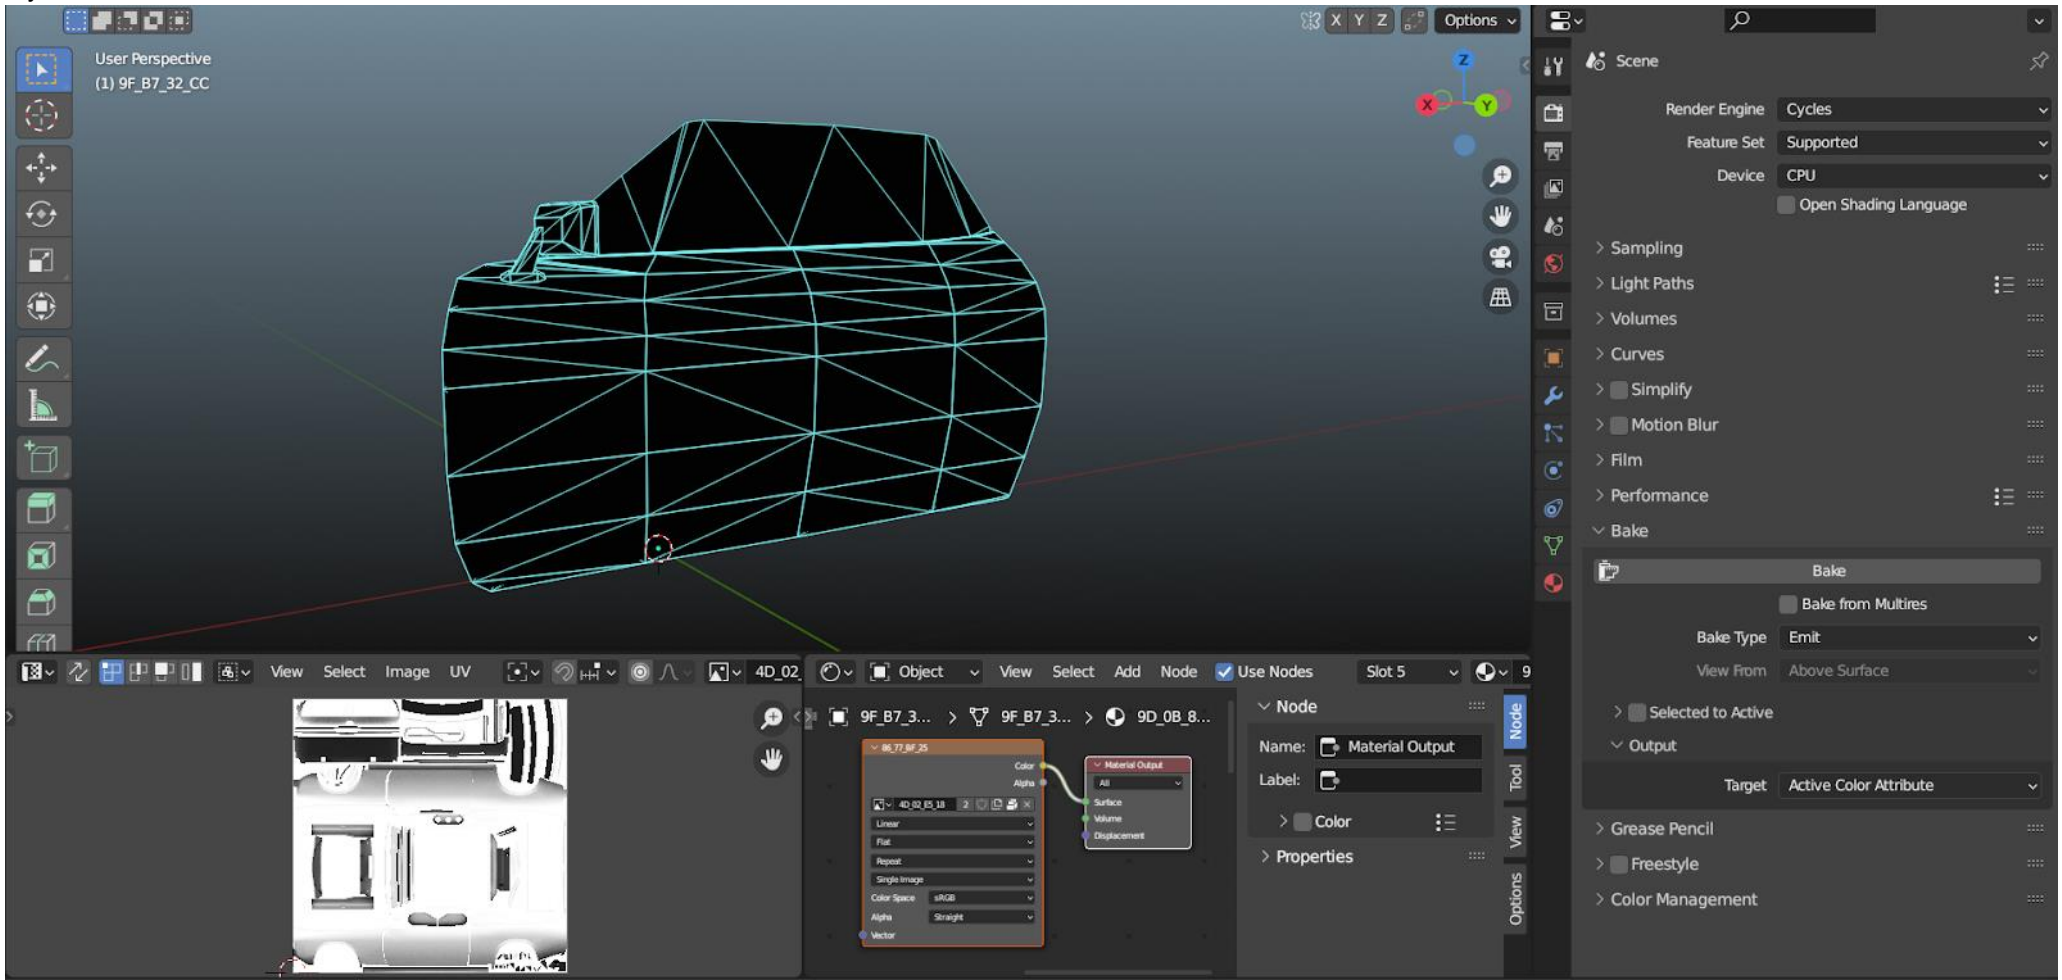 X Y Z Options
User Perspective
(1) 9F_B7_32_CC
Z
X
Y
Scene
Render Engine Cycles
Feature Set Supported
Device CPU
Open Shading Language
Sampling
Light Paths
Volumes
Curves
Simplify
Motion Blur
Film
Performance
Bake
Bake
Bake from Multires
Bake Type Emit
View From Above Surface
Selected to Active
Output
Target Active Color Attribute
Grease Pencil
Freestyle
Color Management
View Select Image UV 4D_02_
Object View Select Add Node Use Nodes Slot 5 9
9F_B7_3... > 9F_B7_3... > 9D_0B_8...
86_77_BF_25
Color
Alpha
4D_02_E5_18 2
Linear
Flat
Repeat
Single Image
Color Space sRGB
Alpha Straight
Vector
Material Output
All
Surface
Volume
Displacement
Node
Name: Material Output
Label:
Color
Properties
Node
Tool
View
Options